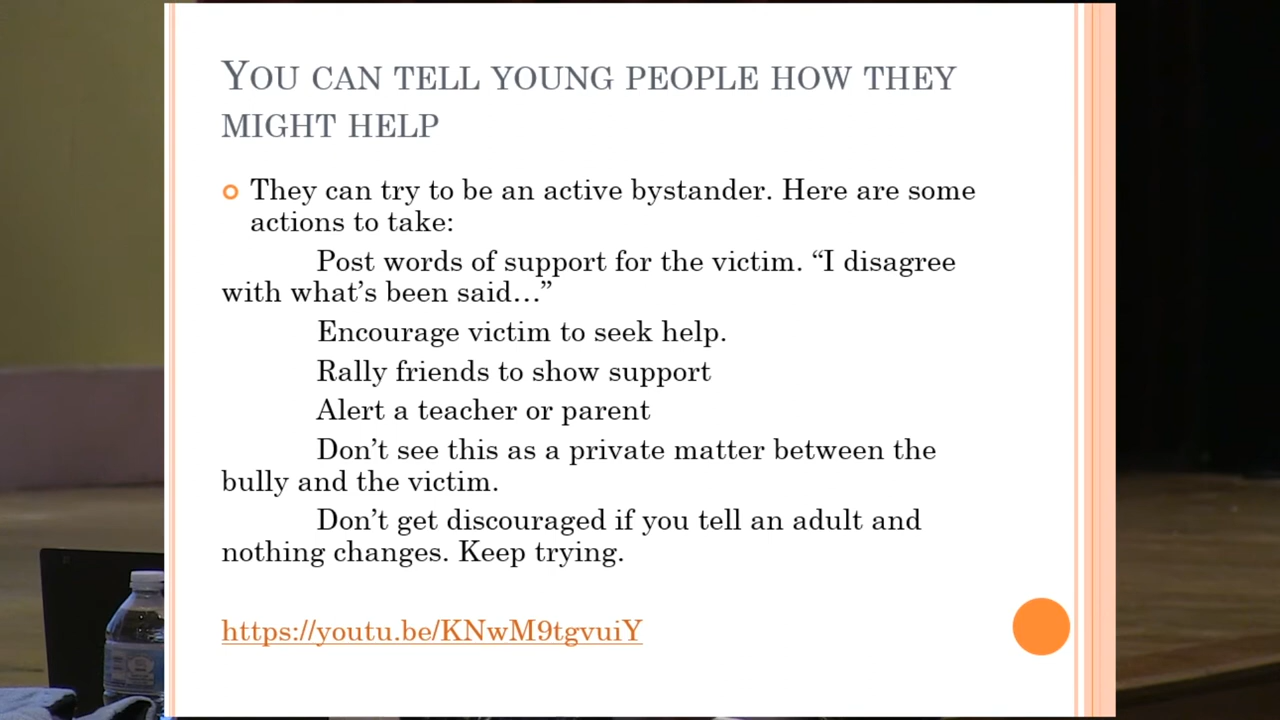 YOU CAN TELL YOUNG PEOPLE HOW THEY
MIGHT HELP
They can try to be an active bystander. Here are some
actions to take:
Post words of support for the victim. “I disagree
with what’s been said…”
Encourage victim to seek help.
Rally friends to show support
Alert a teacher or parent
Don’t see this as a private matter between the
bully and the victim.
Don’t get discouraged if you tell an adult and
nothing changes. Keep trying.
https://youtu.be/KNwM9tgvuiY